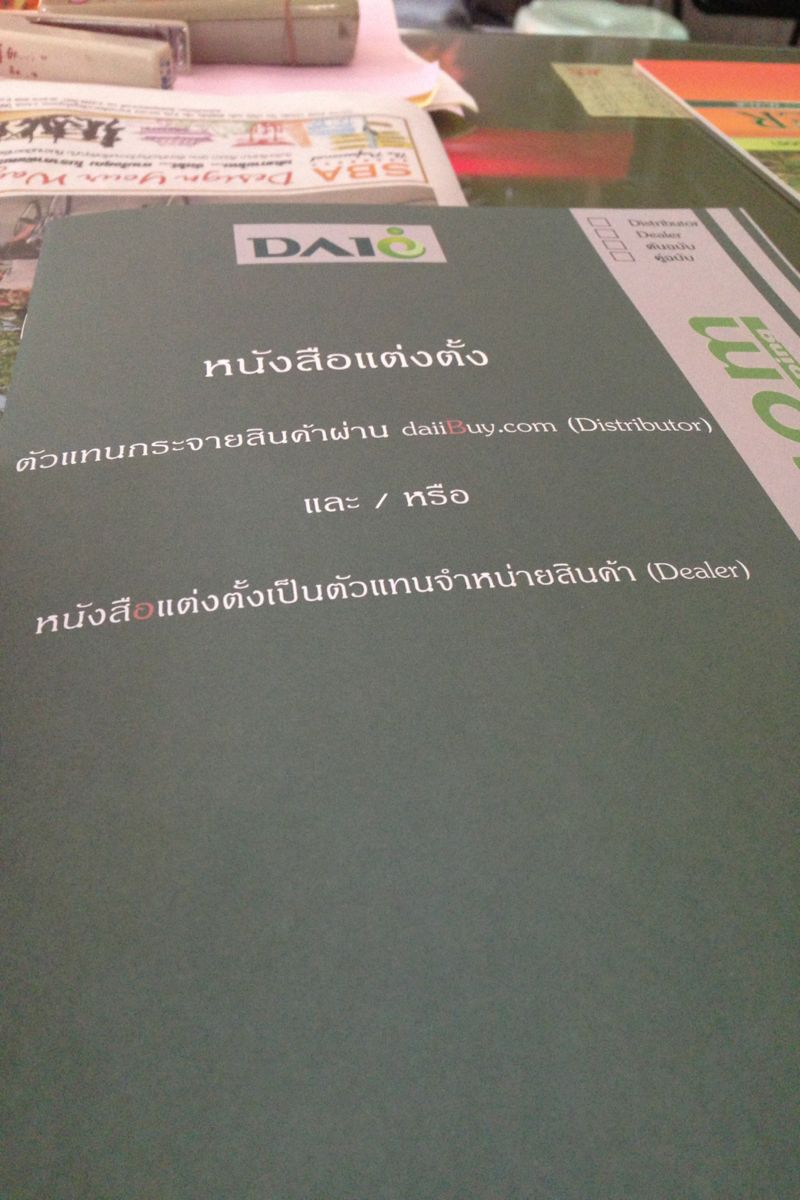 DAIO
Distributor
Dealer
ต้นฉบับ
คู่ฉบับ
หนังสือแต่งตั้ง
ตัวแทนกระจายสินค้าผ่าน daiiBuy.com (Distributor)
และ / หรือ
หนังสือแต่งตั้งเป็นตัวแทนจำหน่ายสินค้า (Dealer)
om
SBA Design Your Way